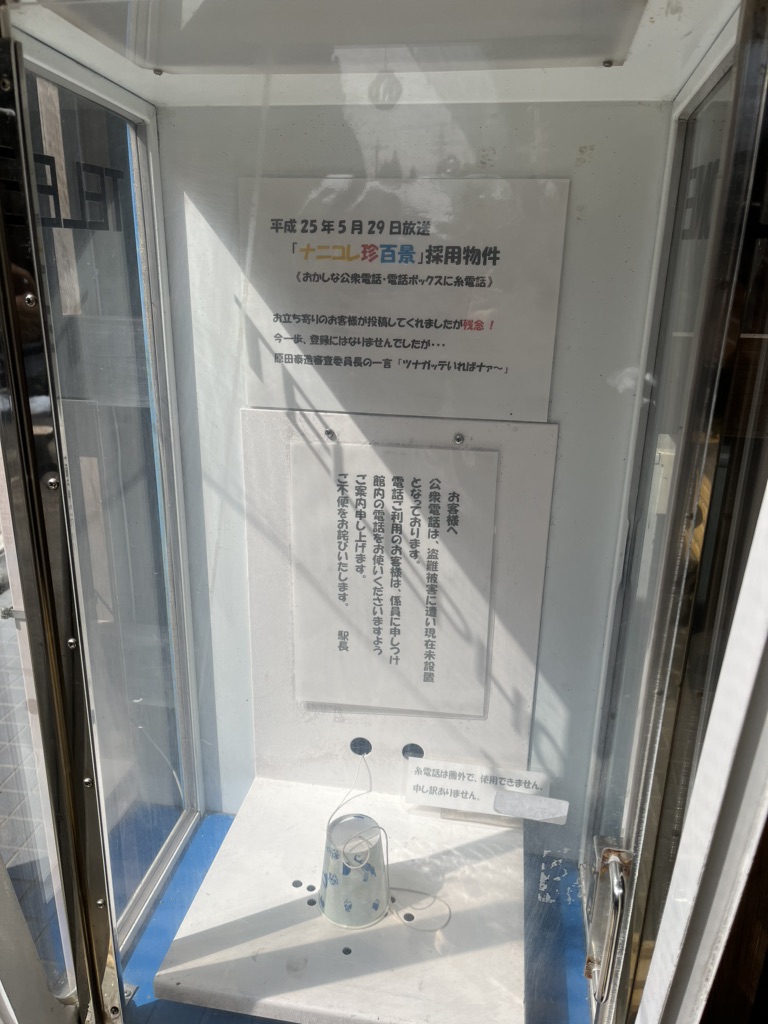 TELE
平成25年5月29日放送
「ナニコレ珍百景」採用物件
《おかしな公衆電話・電話ボックスに糸電話》
お立ち寄りのお客様が投稿してくれましたが残念！
今一歩、登録にはなりませんでしたが・・・
原田泰造審査委員長の一言「ツナガッテいればナァ〜」
お客様へ
公衆電話は、盗難被害に遭い現在未設置
となっております。
電話ご利用のお客様は、係員に申しつけ
館内の電話をお使いくださいますよう
ご案内申し上げます。
ご不便をお詫びいたします。 駅長
糸電話は圏外で、使用できません。
申し訳ありません。